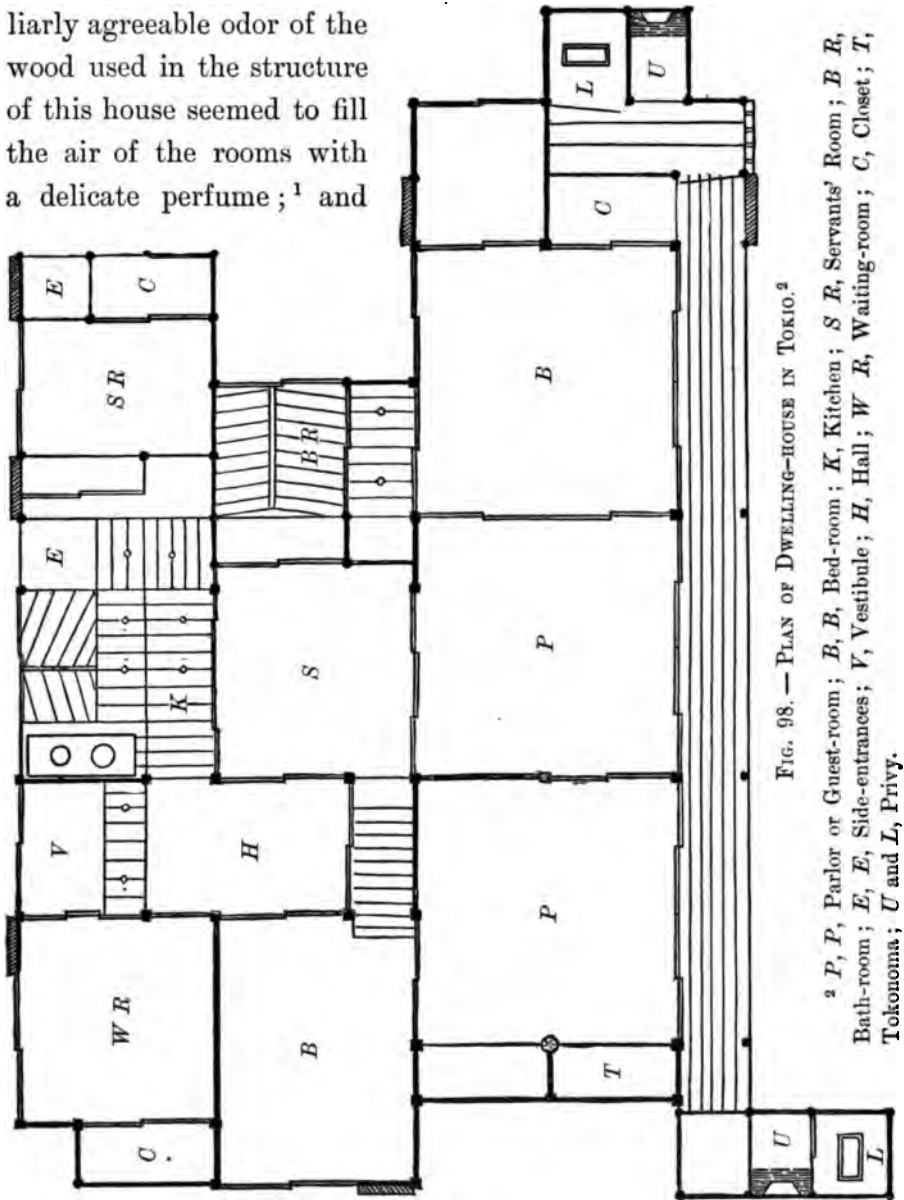 liarly agreeable odor of the
wood used in the structure
of this house seemed to fill
the air of the rooms with
a delicate perfume;¹ and
L
U
C
B
E
C
S R
B R
E
K
S
P
V
H
W R
B
P
T
C
U
L
FIG. 98. — PLAN OF DWELLING-HOUSE IN TOKIO.²
² P, P, Parlor or Guest-room; B, B, Bed-room; K, Kitchen; S R, Servants' Room; B R,
Bath-room; E, E, Side-entrances; V, Vestibule; H, Hall; W R, Waiting-room; C, Closet; T,
Tokonoma; U and L, Privy.